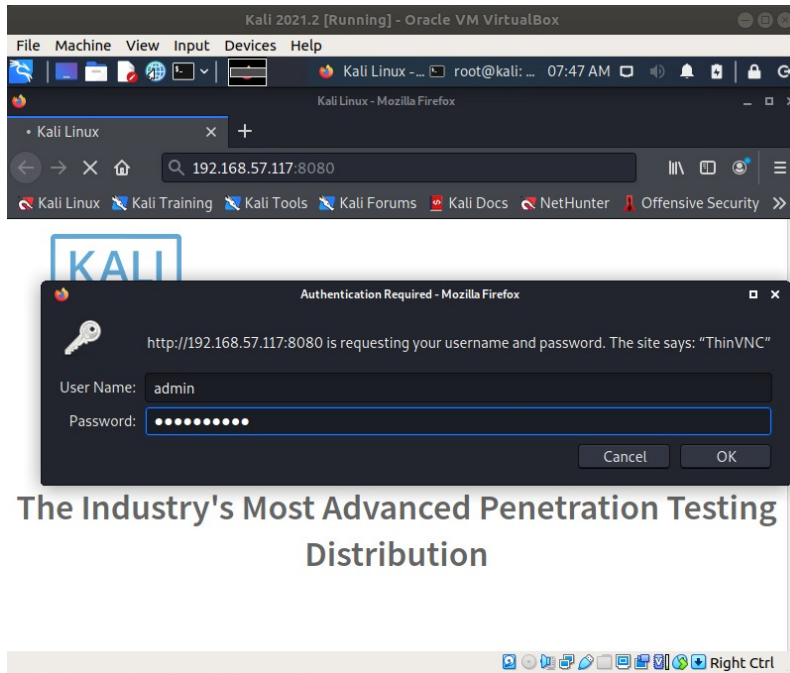 Kali 2021.2 [Running] - Oracle VM VirtualBox
File Machine View Input Devices Help
Kali Linux -... root@kali: ... 07:47 AM
Kali Linux - Mozilla Firefox
• Kali Linux
192.168.57.117:8080
Kali Linux Kali Training Kali Tools Kali Forums Kali Docs NetHunter Offensive Security
KALI
Authentication Required - Mozilla Firefox
http://192.168.57.117:8080 is requesting your username and password. The site says: “ThinVNC”
User Name: admin
Password: ●●●●●●●●●●
Cancel OK
The Industry's Most Advanced Penetration Testing
Distribution
Right Ctrl